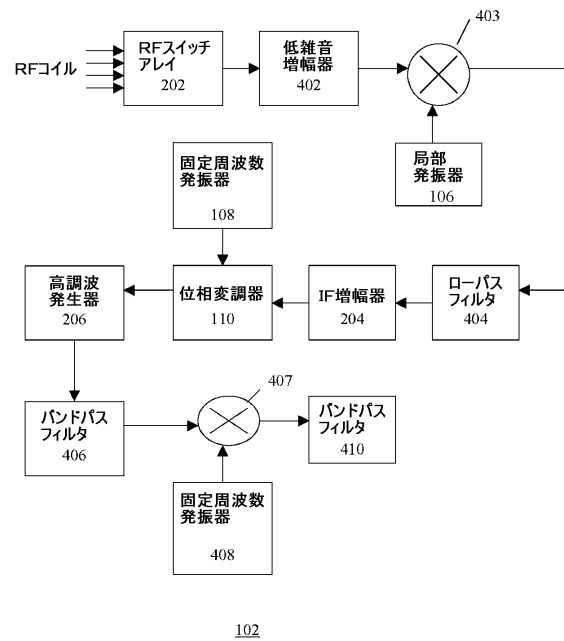 403
RFコイル
RFスイッチ
アレイ
202
低雑音
増幅器
402
局部
発振器
106
固定周波数
発振器
108
高調波
発生器
206
位相変調器
110
IF増幅器
204
ローパス
フィルタ
404
407
バンドパス
フィルタ
406
バンドパス
フィルタ
410
固定周波数
発振器
408
102